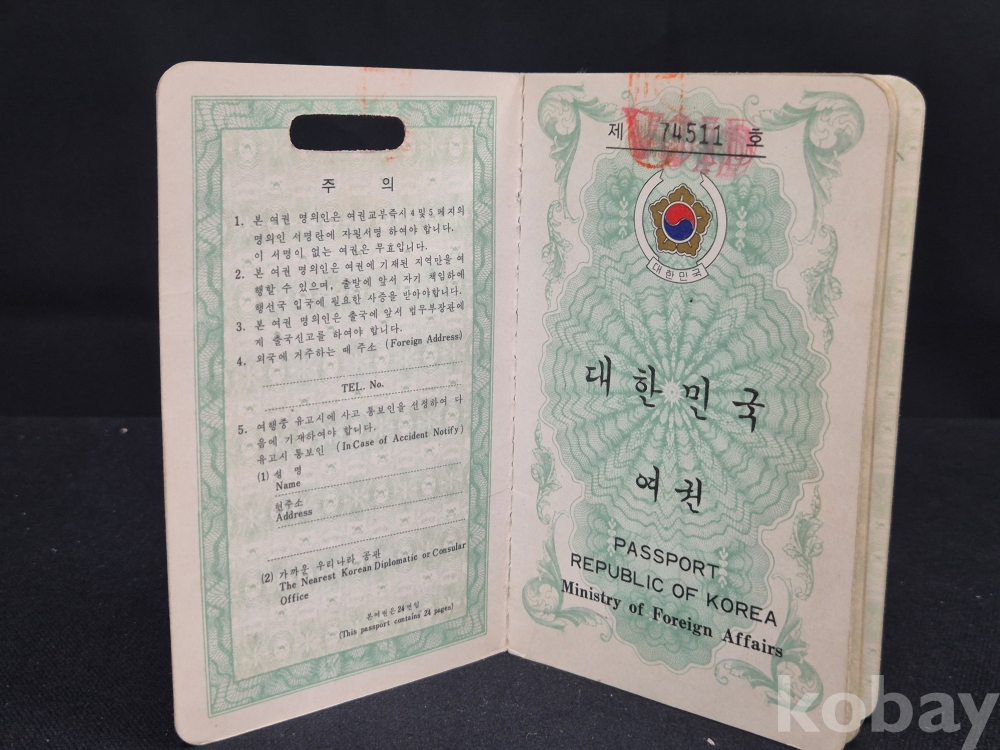 주 의
1. 본 여권 명의인은 여권교부즉시 4 및 5 페지의
명의인 서명란에 자필서명 하여야 합니다.
이 서명이 없는 여권은 무효입니다.
2. 본 여권 명의인은 여권에 기재된 지역만을 여
행할 수 있으며, 출발에 앞서 자기 책임하에
행선국 입국에 필요한 사증을 받아야합니다.
3. 본 여권 명의인은 출국에 앞서 법무부장관에
게 출국신고를 하여야 합니다.
4. 외국에 거주하는 때 주소 (Foreign Address)
TEL. No.
5. 여행중 유고시에 사고 통보인을 선정하여 다
음에 기재하여야 합니다.
유고시 통보인 (In Case of Accident Notify)
(1) 성 명
Name
현주소
Address
(2) 가까운 우리나라 공관
The Nearest Korean Diplomatic or Consular
Office
본여권은 24 면임
(This passport contains 24 pages)
제 74511 호
VOID
대한민국
대한민국
여권
PASSPORT
REPUBLIC OF KOREA
Ministry of Foreign Affairs
kobay